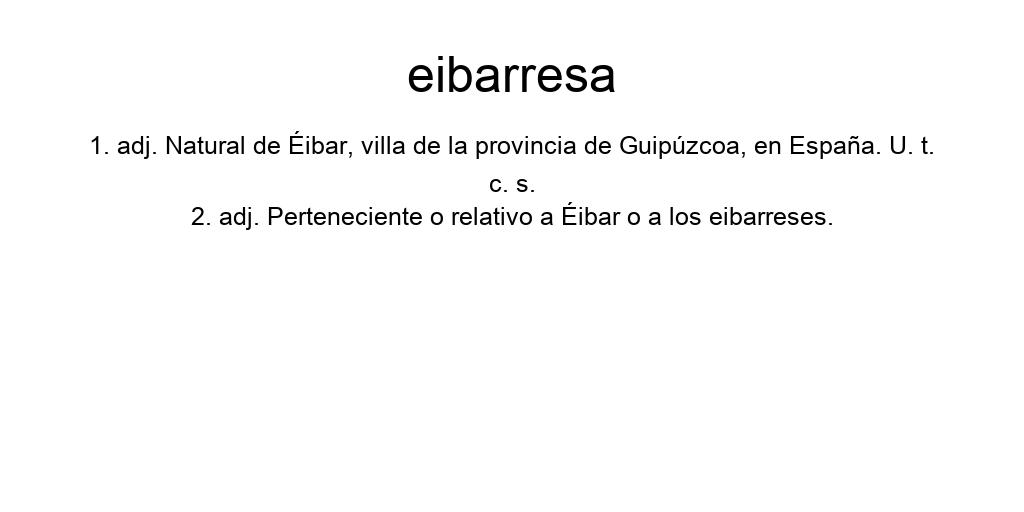 eibarresa
1. adj. Natural de Éibar, villa de la provincia de Guipúzcoa, en España. U. t.
c. s.
2. adj. Perteneciente o relativo a Éibar o a los eibarreses.